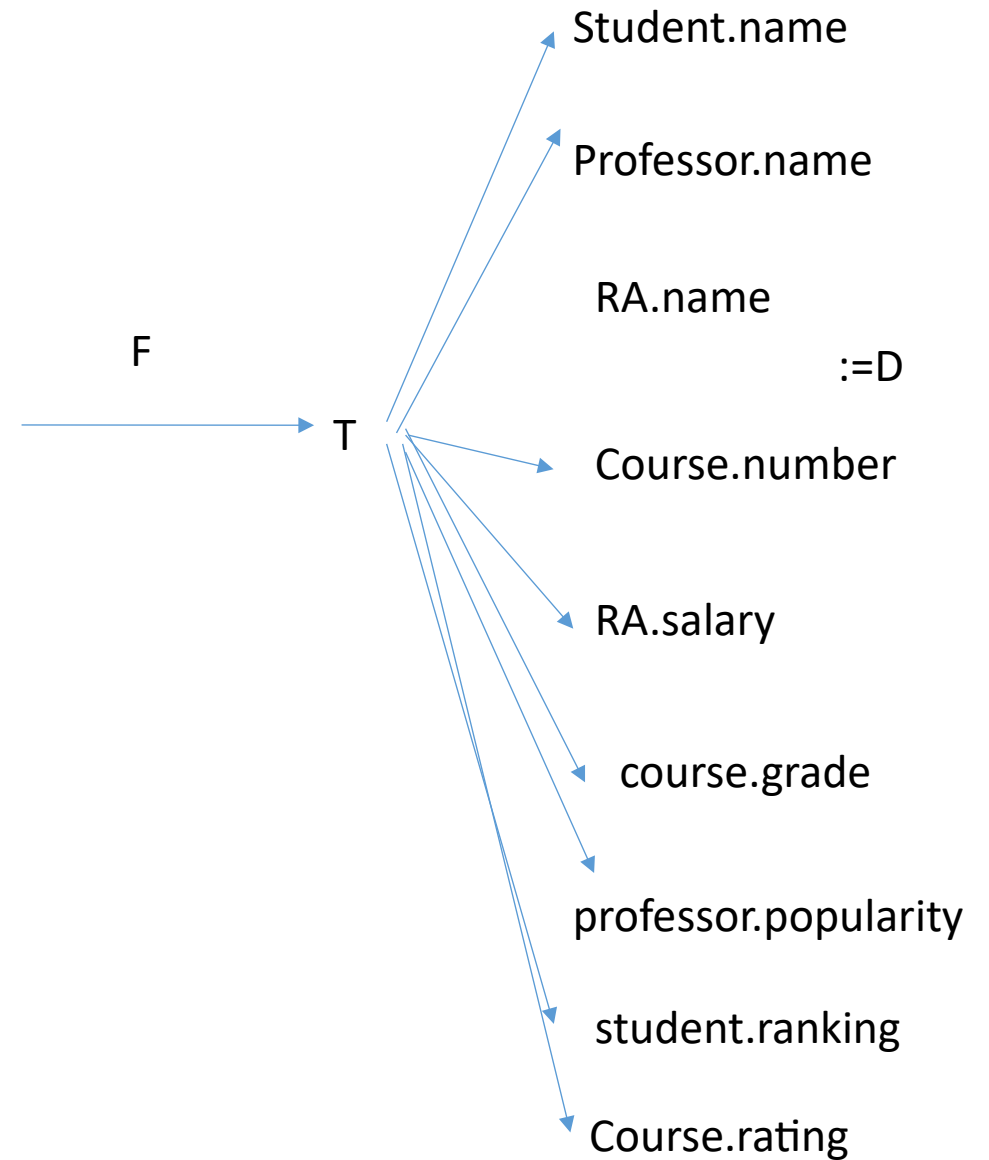 Student.name
Professor.name
RA.name
F
:=D
T
Course.number
RA.salary
course.grade
professor.popularity
student.ranking
Course.rating